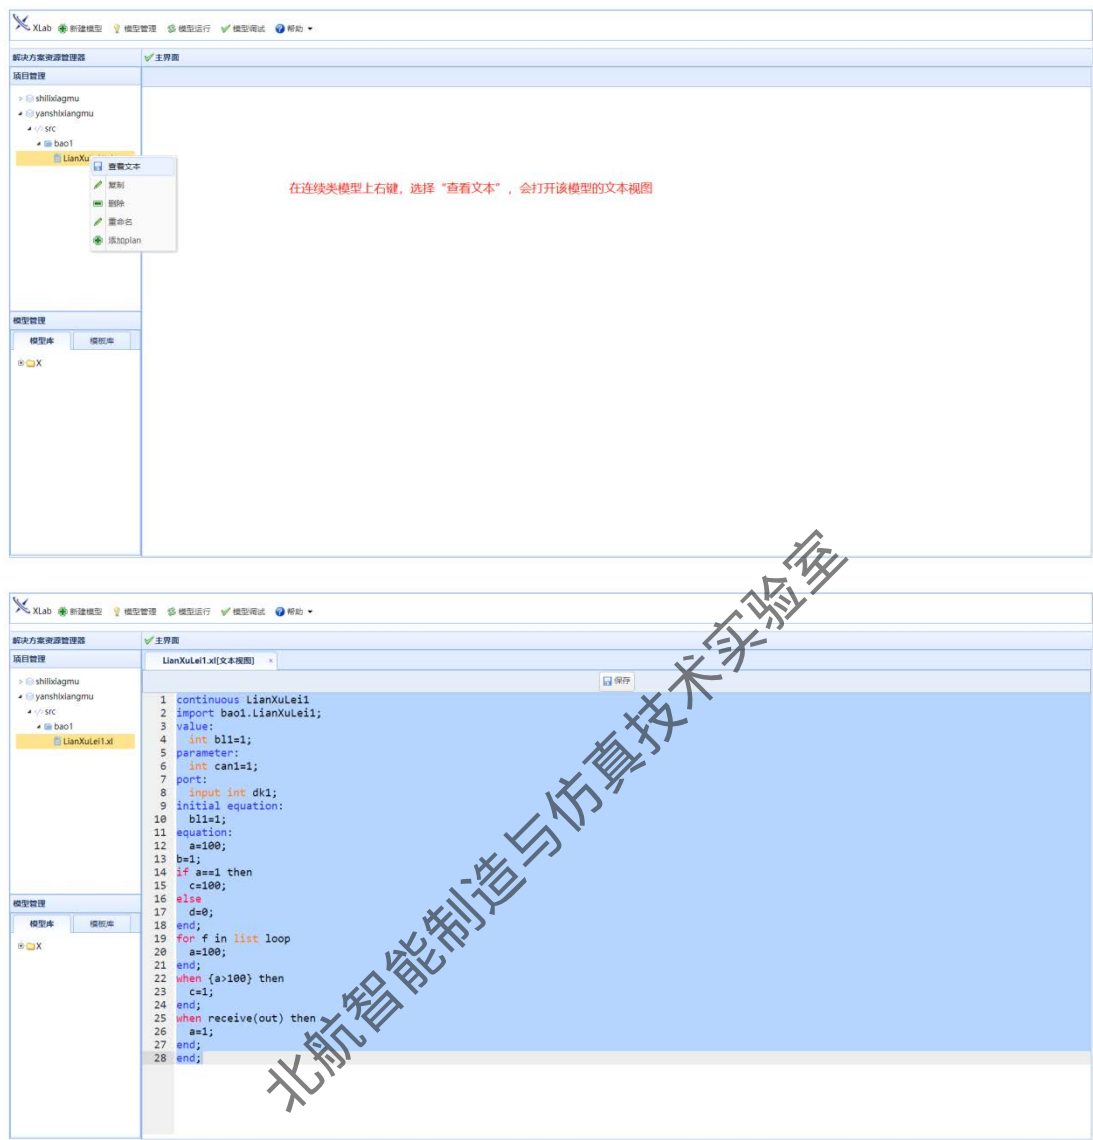 XLab 新建模型 模型管理 模型运行 模型调试 帮助
解决方案资源管理器 主界面
项目管理
shilixiagmu
yanshixiangmu
src
bao1
LianXu
查看文本
复制
删除
重命名
添加plan
在连续类模型上右键，选择“查看文本”，会打开该模型的文本视图
模型管理
模型库 模板库
X
XLab 新建模型 模型管理 模型运行 模型调试 帮助
解决方案资源管理器 主界面
项目管理 LianXuLei1.xl[文本视图] ×
保存
shilixiagmu
yanshixiangmu
src
bao1
LianXuLei1.xl
1 continuous LianXuLei1
2 import bao1.LianXuLei1;
3 value:
4 int bl1=1;
5 parameter:
6 int can1=1;
7 port:
8 input int dk1;
9 initial equation:
10 bl1=1;
11 equation:
12 a=100;
13 b=1;
14 if a==1 then
15 c=100;
16 else
17 d=0;
18 end;
19 for f in list loop
20 a=100;
21 end;
22 when {a>100} then
23 c=1;
24 end;
25 when receive(out) then
26 a=1;
27 end;
28 end;
模型管理
模型库 模板库
X
北航智能制造与仿真技术实验室